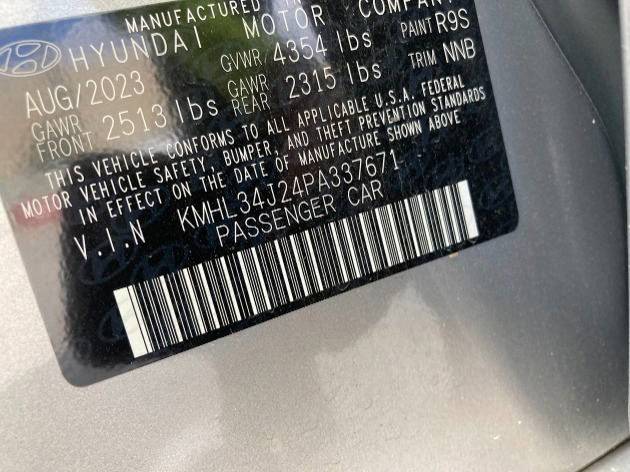 MANUFACTURED IN
HYUNDAI MOTOR COMPANY
AUG/2023 GVWR 4354 lbs PAINT R9S
GAWR FRONT 2513 lbs GAWR REAR 2315 lbs TRIM NNB
THIS VEHICLE CONFORMS TO ALL APPLICABLE U.S.A. FEDERAL
MOTOR VEHICLE SAFETY, BUMPER, AND THEFT PREVENTION STANDARDS
IN EFFECT ON THE DATE OF MANUFACTURE SHOWN ABOVE
V.I.N KMHL34J24PA337671
PASSENGER CAR